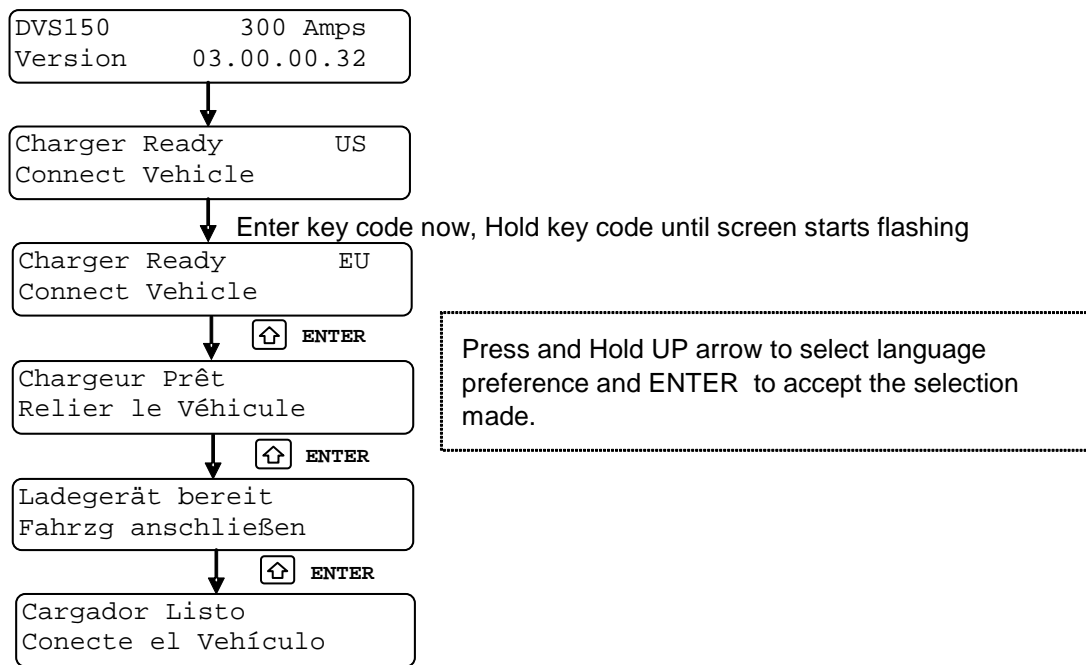 DVS150 300 Amps
Version 03.00.00.32
Charger Ready US
Connect Vehicle
Enter key code now, Hold key code until screen starts flashing
Charger Ready EU
Connect Vehicle
ENTER
Press and Hold UP arrow to select language
preference and ENTER to accept the selection
made.
Chargeur Prêt
Relier le Véhicule
ENTER
Ladegerät bereit
Fahrzg anschließen
ENTER
Cargador Listo
Conecte el Vehículo